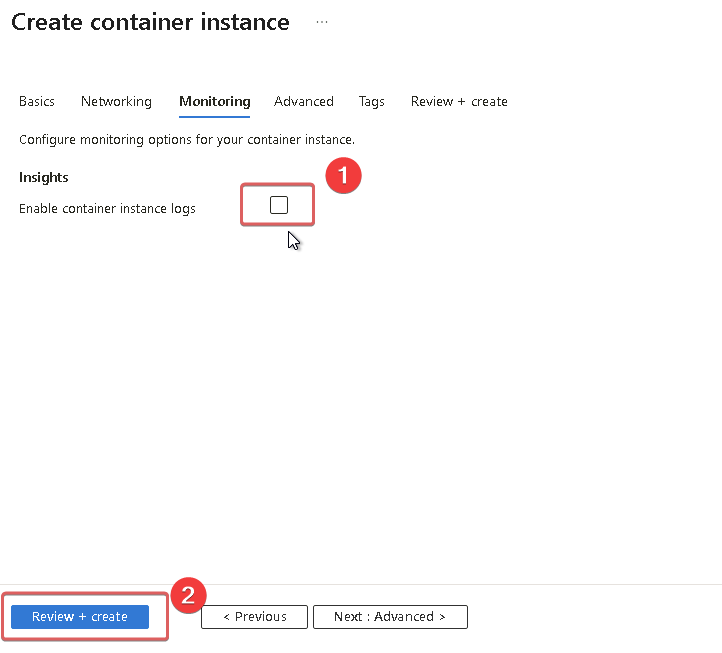 Create container instance ...
Basics Networking Monitoring Advanced Tags Review + create
Configure monitoring options for your container instance.
Insights
1
Enable container instance logs
2
Review + create < Previous Next : Advanced >